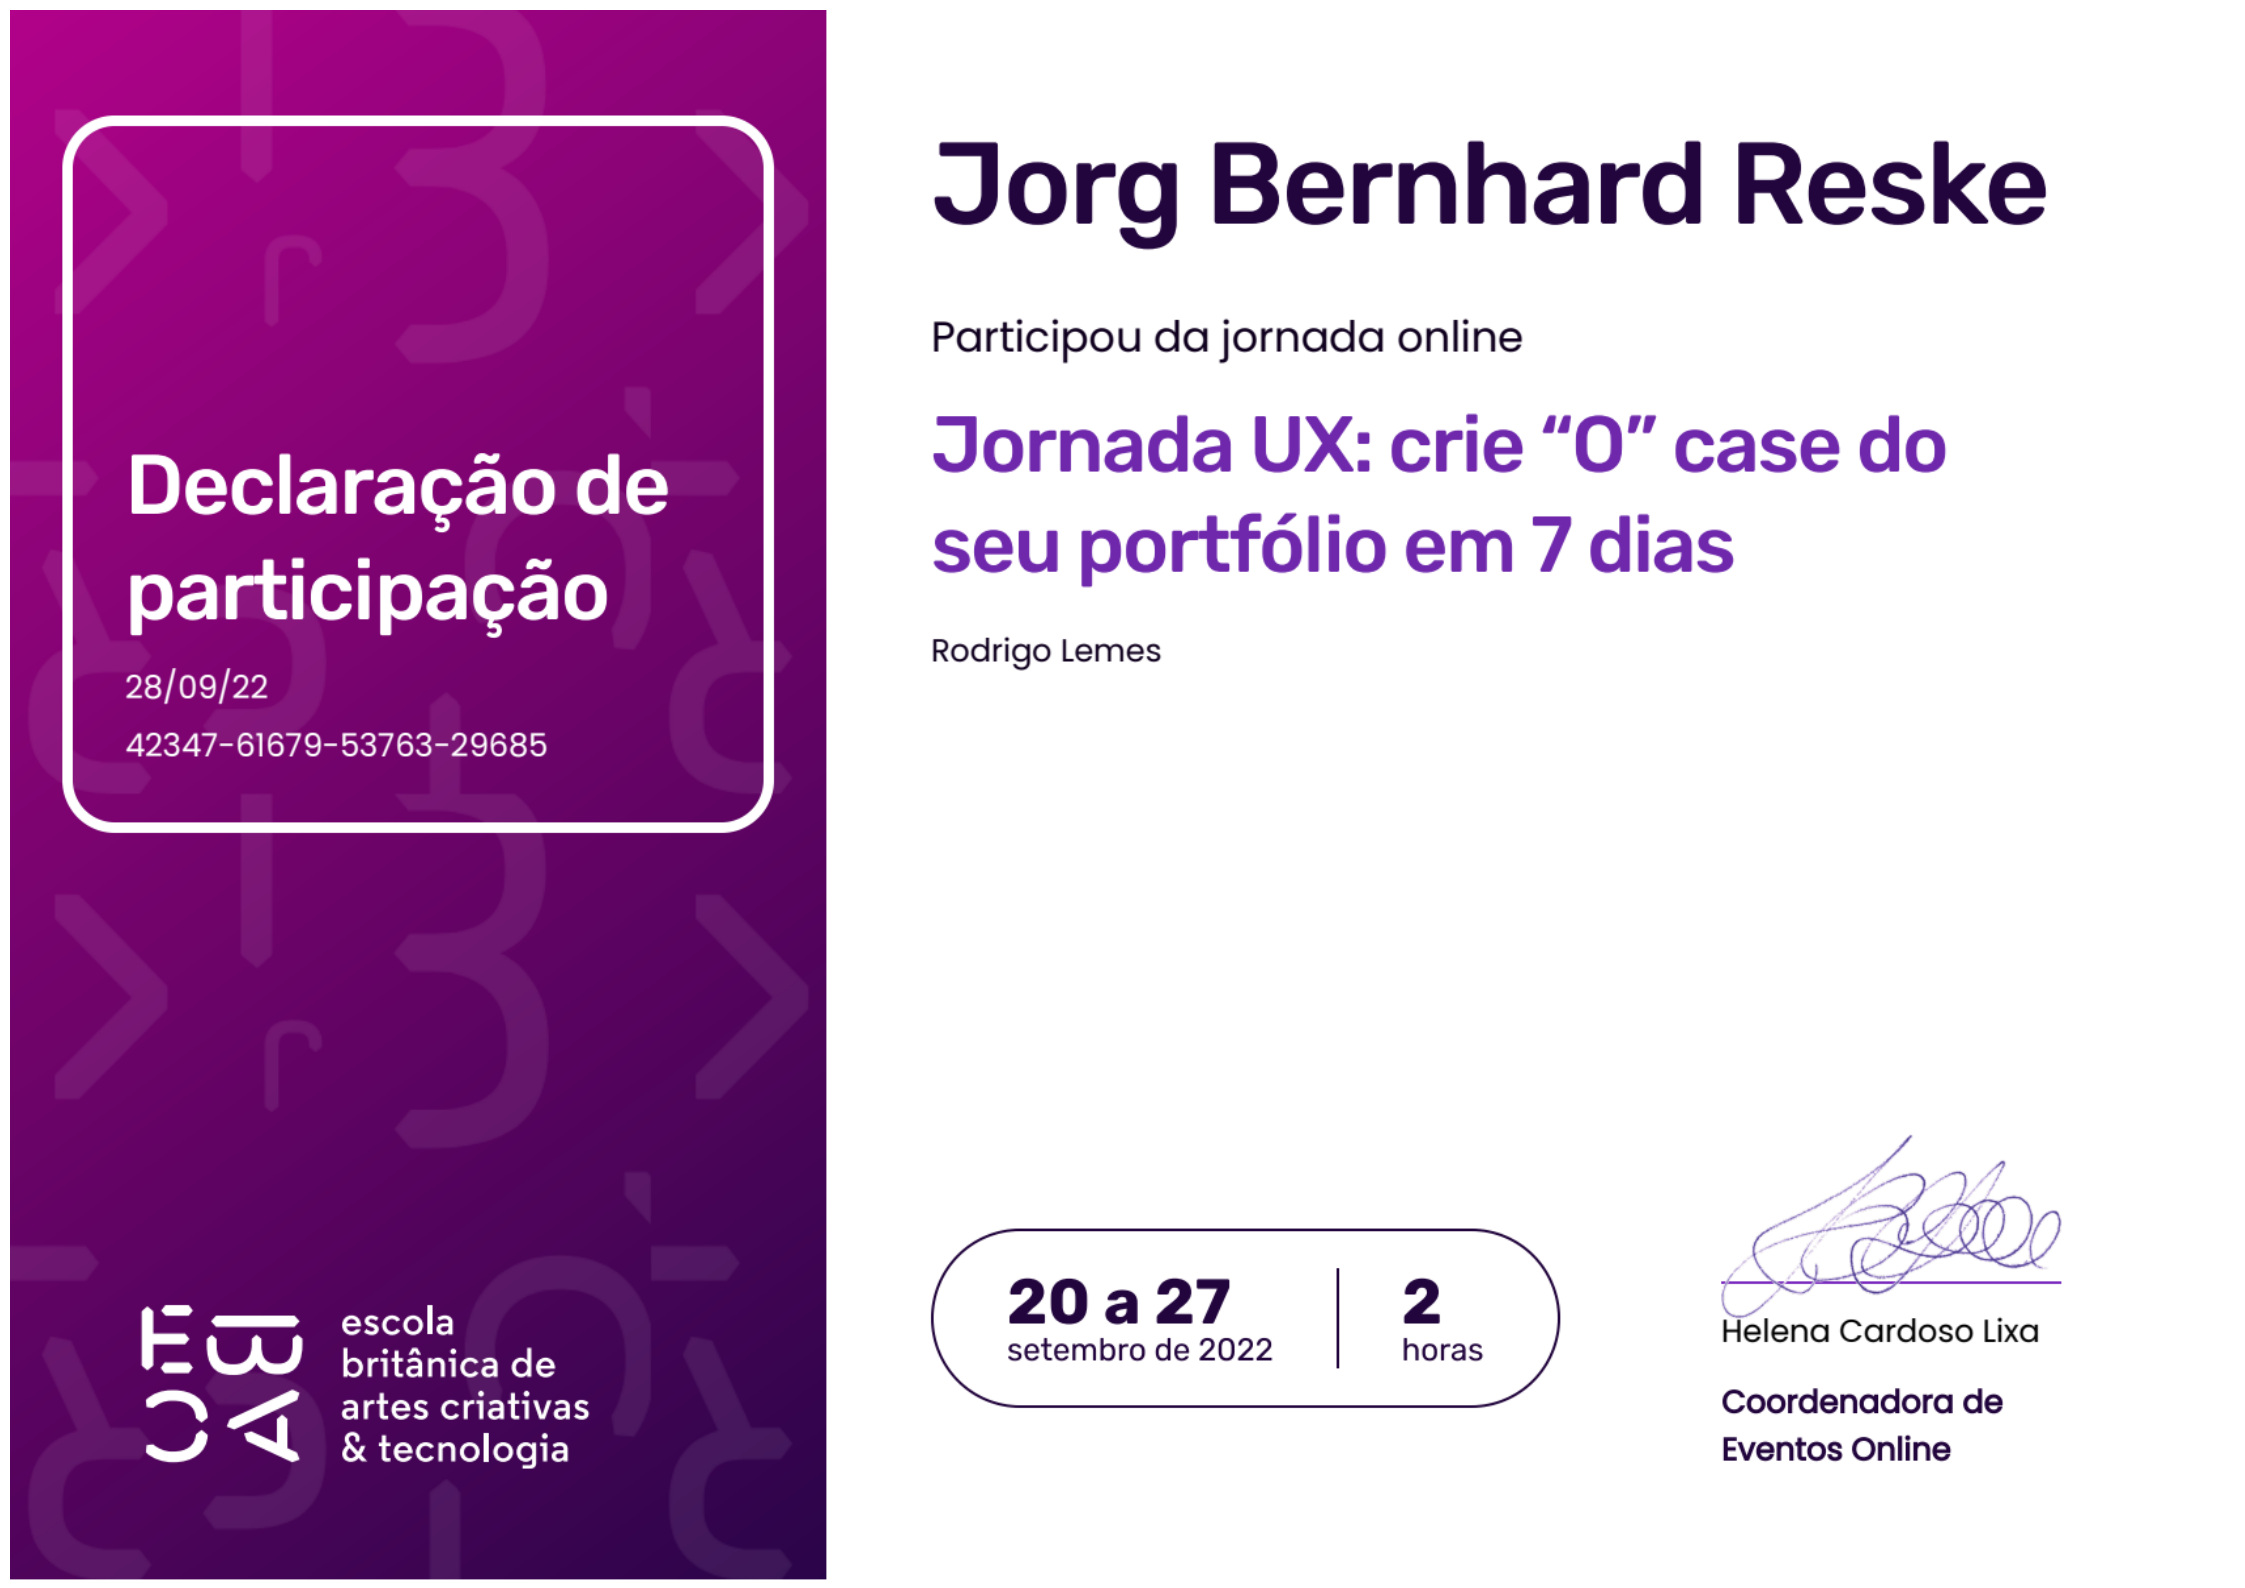 Declaração de
participação
28/09/22
42347-61679-53763-29685
EBAC
escola
britânica de
artes criativas
& tecnologia
Jorg Bernhard Reske
Participou da jornada online
Jornada UX: crie “O” case do
seu portfólio em 7 dias
Rodrigo Lemes
20 a 27
setembro de 2022
2
horas
Helena Cardoso Lixa
Coordenadora de
Eventos Online